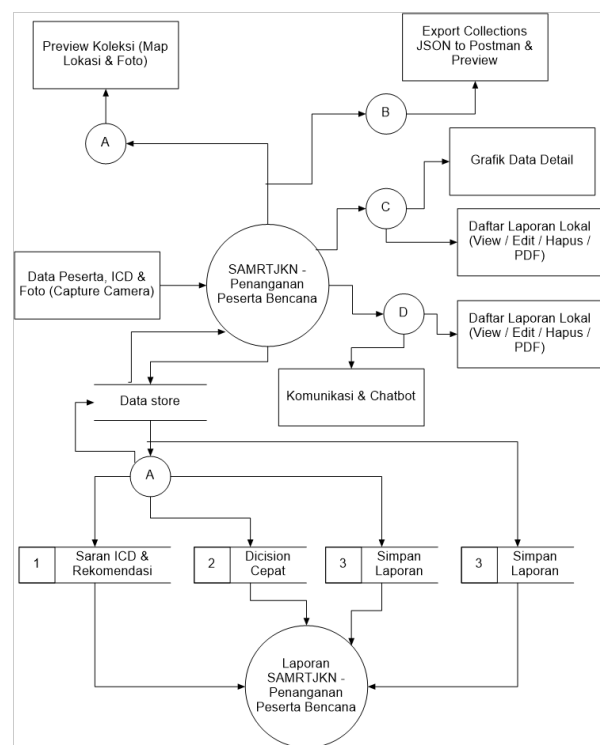 Preview Koleksi (Map
Lokasi & Foto)
Export Collections
JSON to Postman &
Preview
A
B
Grafik Data Detail
C
Daftar Laporan Lokal
(View / Edit / Hapus /
PDF)
Data Peserta, ICD &
Foto (Capture Camera)
SAMRTJKN -
Penanganan
Peserta Bencana
D
Daftar Laporan Lokal
(View / Edit / Hapus /
PDF)
Komunikasi & Chatbot
Data store
A
1
Saran ICD &
Rekomendasi
2
Dicision
Cepat
3
Simpan
Laporan
3
Simpan
Laporan
Laporan
SAMRTJKN -
Penanganan
Peserta Bencana